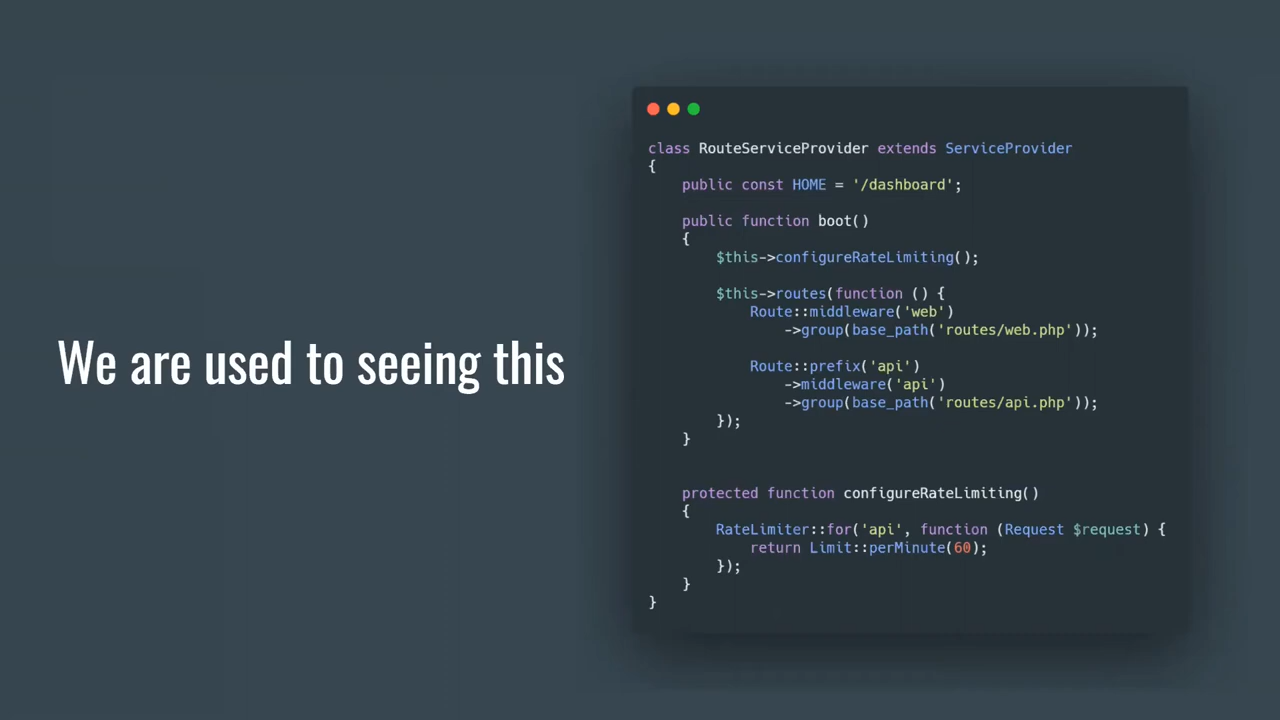 We are used to seeing this
class RouteServiceProvider extends ServiceProvider
{
    public const HOME = '/dashboard';

    public function boot()
    {
        $this->configureRateLimiting();

        $this->routes(function () {
            Route::middleware('web')
                ->group(base_path('routes/web.php'));

            Route::prefix('api')
                ->middleware('api')
                ->group(base_path('routes/api.php'));
        });
    }


    protected function configureRateLimiting()
    {
        RateLimiter::for('api', function (Request $request) {
            return Limit::perMinute(60);
        });
    }
}